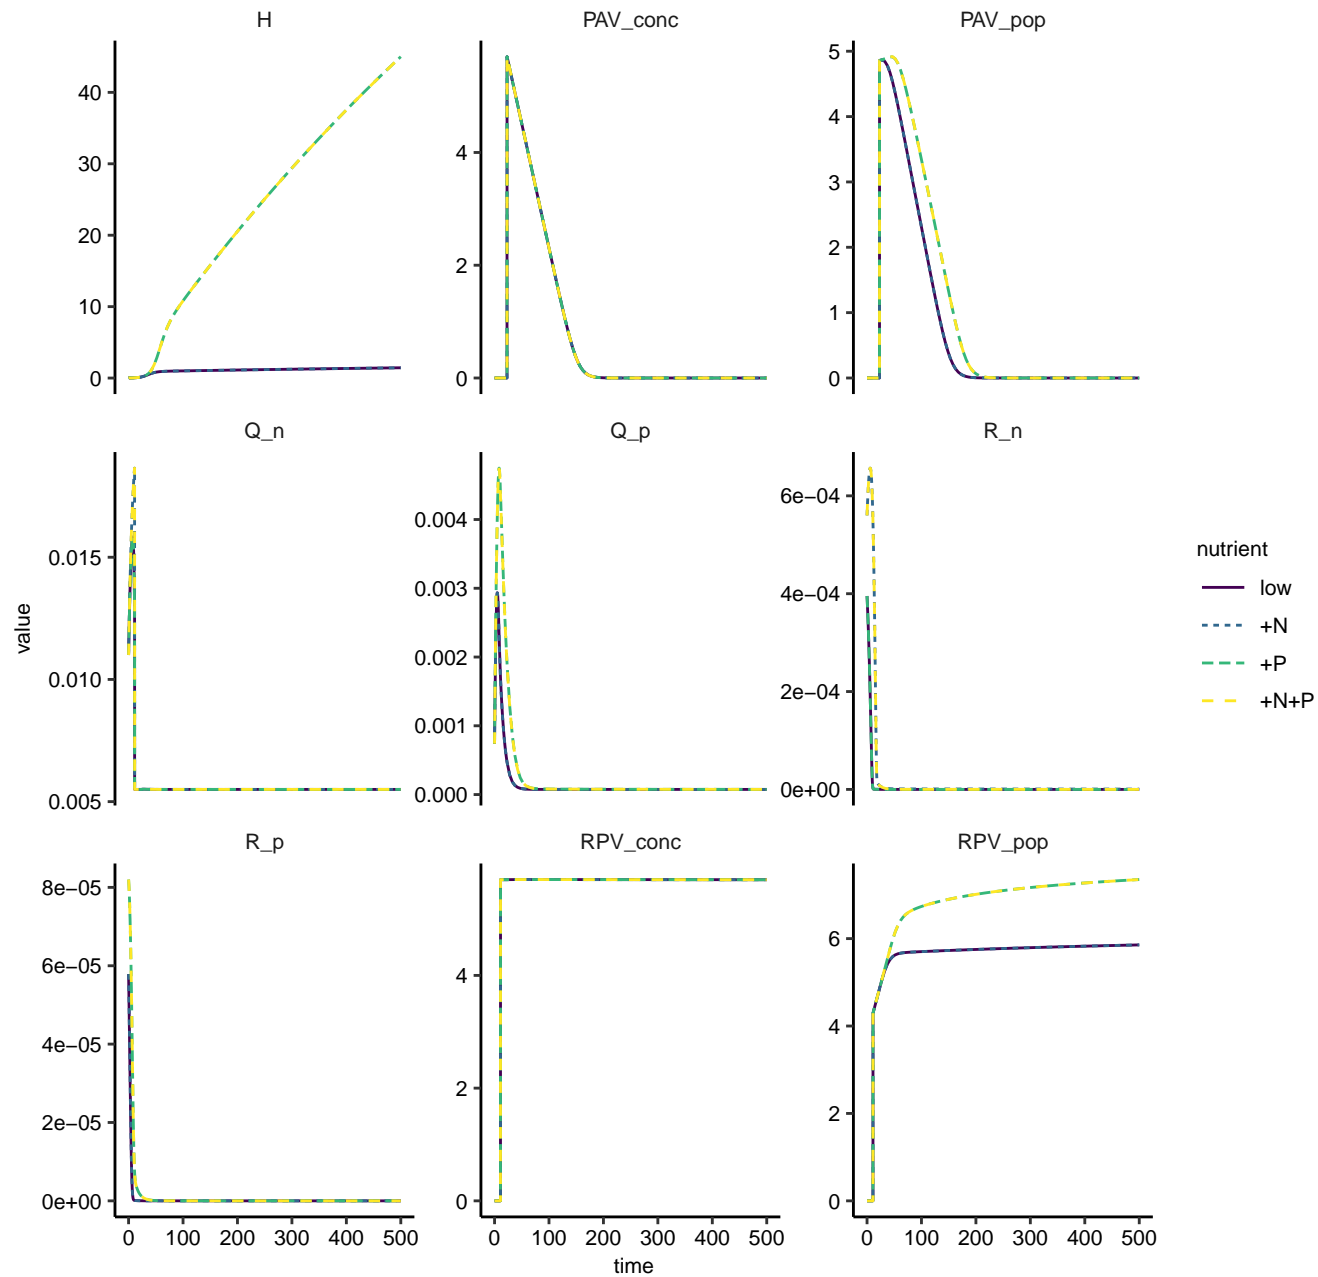 H
PAV_conc
PAV_pop
40
30
20
10
0
4
2
0
5
4
3
2
1
0
Q_n
Q_p
R_n
0.015
0.010
0.005
0.004
0.003
0.002
0.001
0.000
6e−04
4e−04
2e−04
0e+00
R_p
RPV_conc
RPV_pop
8e−05
6e−05
4e−05
2e−05
0e+00
4
2
0
6
4
2
0
0 100 200 300 400 500
0 100 200 300 400 500
0 100 200 300 400 500
time
value
nutrient
low
+N
+P
+N+P